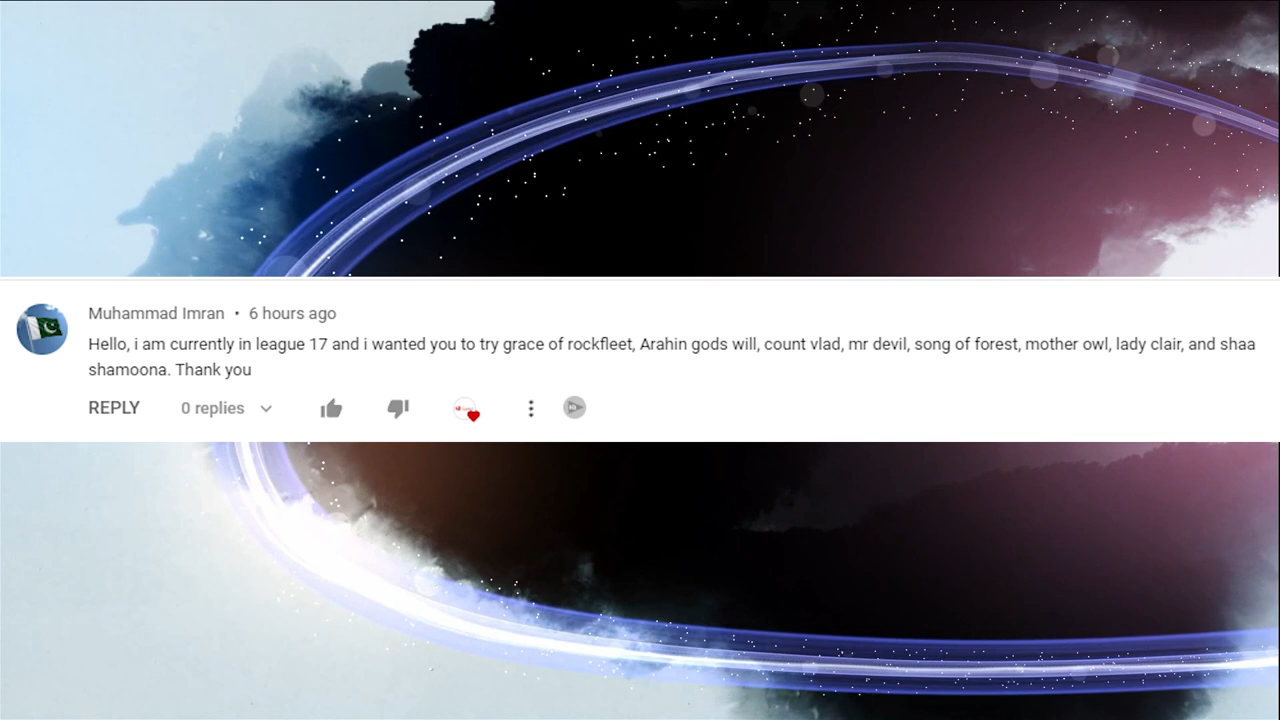 Muhammad Imran • 6 hours ago
Hello, i am currently in league 17 and i wanted you to try grace of rockfleet, Arahin gods will, count vlad, mr devil, song of forest, mother owl, lady clair, and shaa
shamoona. Thank you
REPLY 0 replies